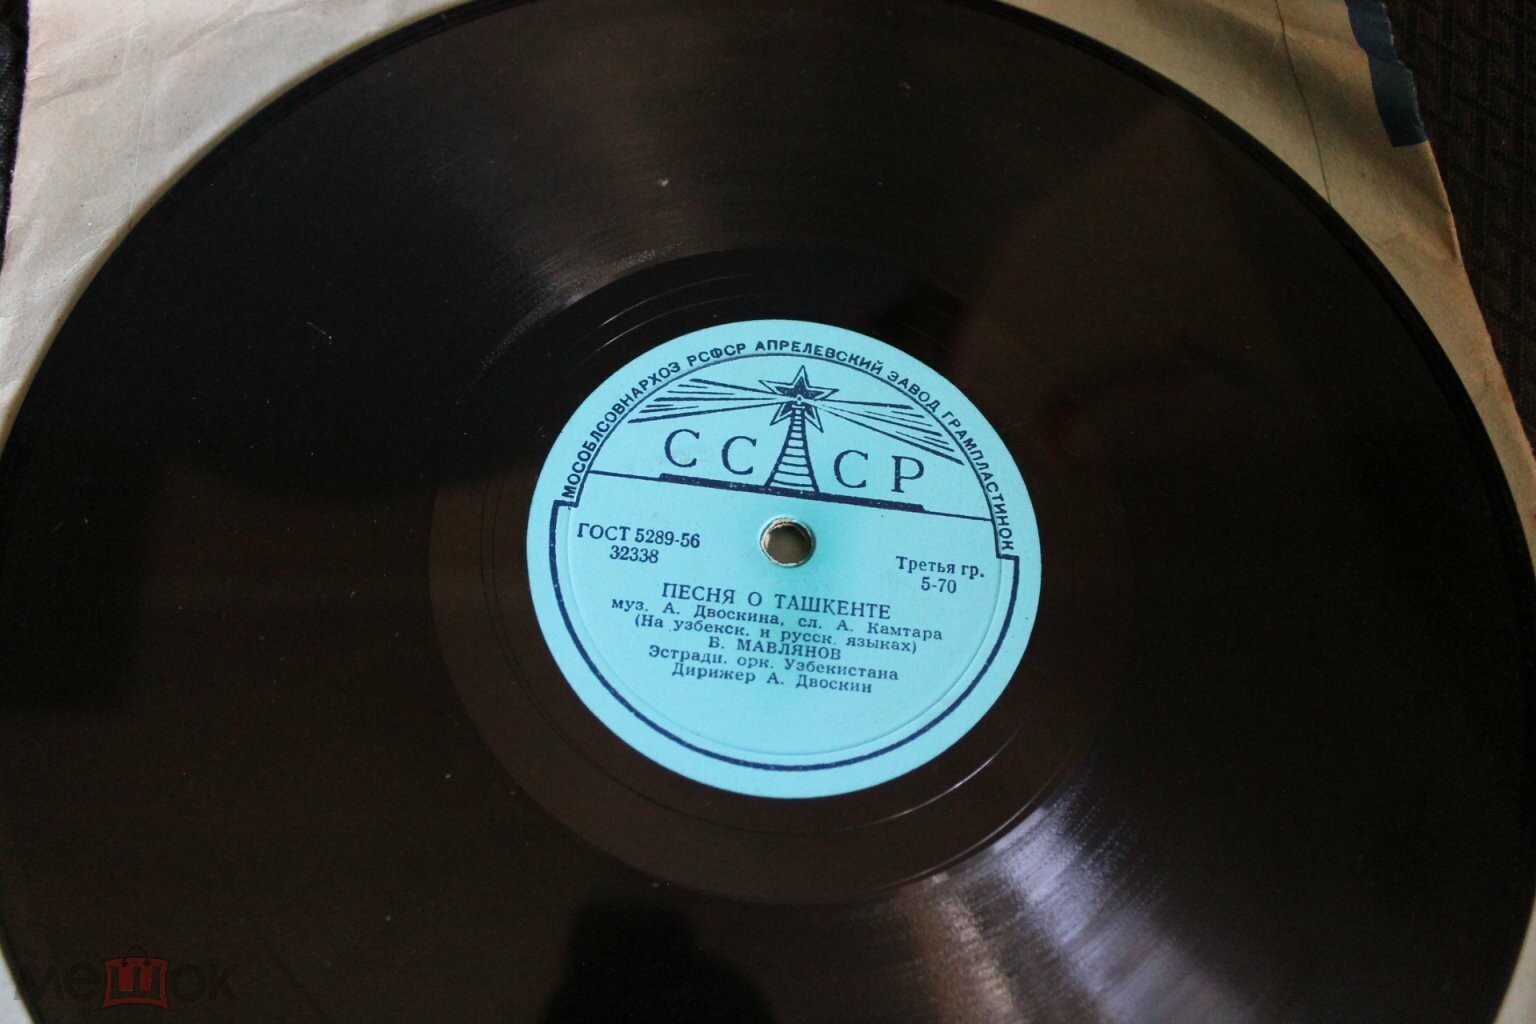 МОСОБЛСОВНАРХОЗ РСФСР АПРЕЛЕВСКИЙ ЗАВОД ГРАМПЛАСТИНОК
СССР
ГОСТ 5289-56
32338
Третья гр.
5-70
ПЕСНЯ О ТАШКЕНТЕ
муз. А. Двоскина, сл. А. Камтара
(На узбекск. и русск. языках)
Б. МАВЛЯНОВ
Эстрадн. орк. Узбекистана
Дирижер А. Двоскин
мешок